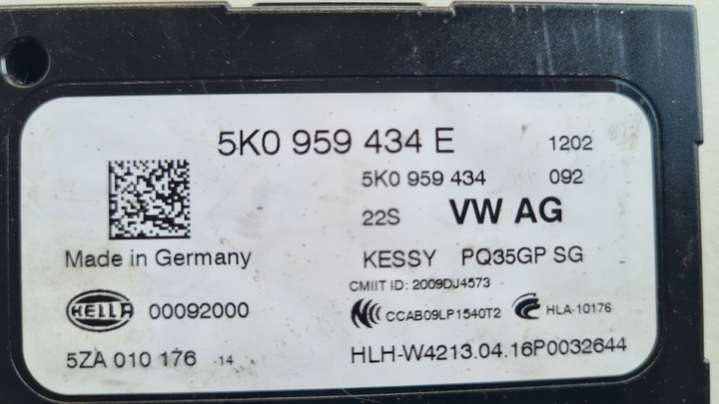 5K0 959 434 E 1202
5K0 959 434 092
22S VW AG
Made in Germany KESSY PQ35GP SG
CMIIT ID: 2009DJ4573
HELLA 00092000 CCAB09LP1540T2 HLA-10176
5ZA 010 176 -14 HLH-W4213.04.16P0032644